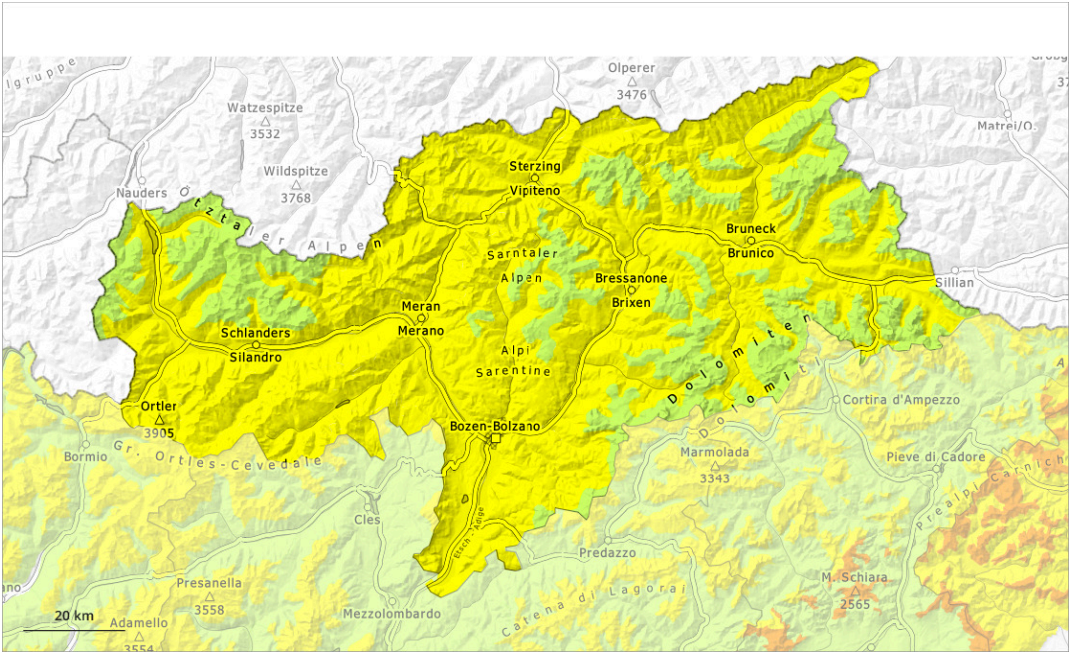 Olperer
3476
Watzespitze
3532
Matrei/O.
Sterzing
Vipiteno
Wildspitze
3768
Nauders
Ötztaler Alpen
Bruneck
Brunico
Sarntaler
Alpen
Bressanone
Brixen
Sillian
Meran
Merano
Schlanders
Silandro
Alpi
Sarentine
Dolomiten
Dolomiti
Ortler
3905
Cortina d'Ampezzo
Bozen-Bolzano
Gr. Ortles-Cevedale
Bormio
Marmolada
3343
Pieve di Cadore
Prealpi Carnich
Cles
Etsch - Adige
Predazzo
M. Schiara
2565
Presanella
3558
Mezzolombardo
Catena di Lagorai
20 km
Adamello
3554